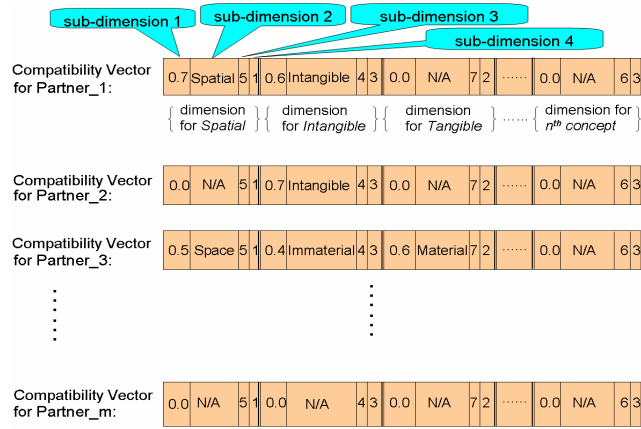 sub-dimension 1
sub-dimension 2
sub-dimension 3
sub-dimension 4
Compatibility Vector
for Partner_1:
0.7 Spatial 5 1 0.6 Intangible 4 3 0.0 N/A 7 2 ...... 0.0 N/A 6 3
dimension for Spatial
dimension for Intangible
dimension for Tangible
......
dimension for nth concept
Compatibility Vector
for Partner_2:
0.0 N/A 5 1 0.7 Intangible 4 3 0.0 N/A 7 2 ...... 0.0 N/A 6 3
Compatibility Vector
for Partner_3:
0.5 Space 5 1 0.4 Immaterial 4 3 0.6 Material 7 2 ...... 0.0 N/A 6 3
Compatibility Vector
for Partner_m:
0.0 N/A 5 1 0.0 N/A 4 3 0.0 N/A 7 2 ...... 0.0 N/A 6 3